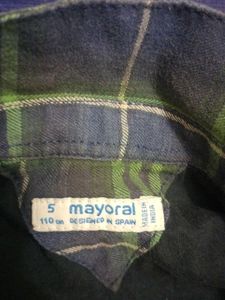 5 mayoral
110 cm DESIGNED IN SPAIN
MADE IN
INDIA